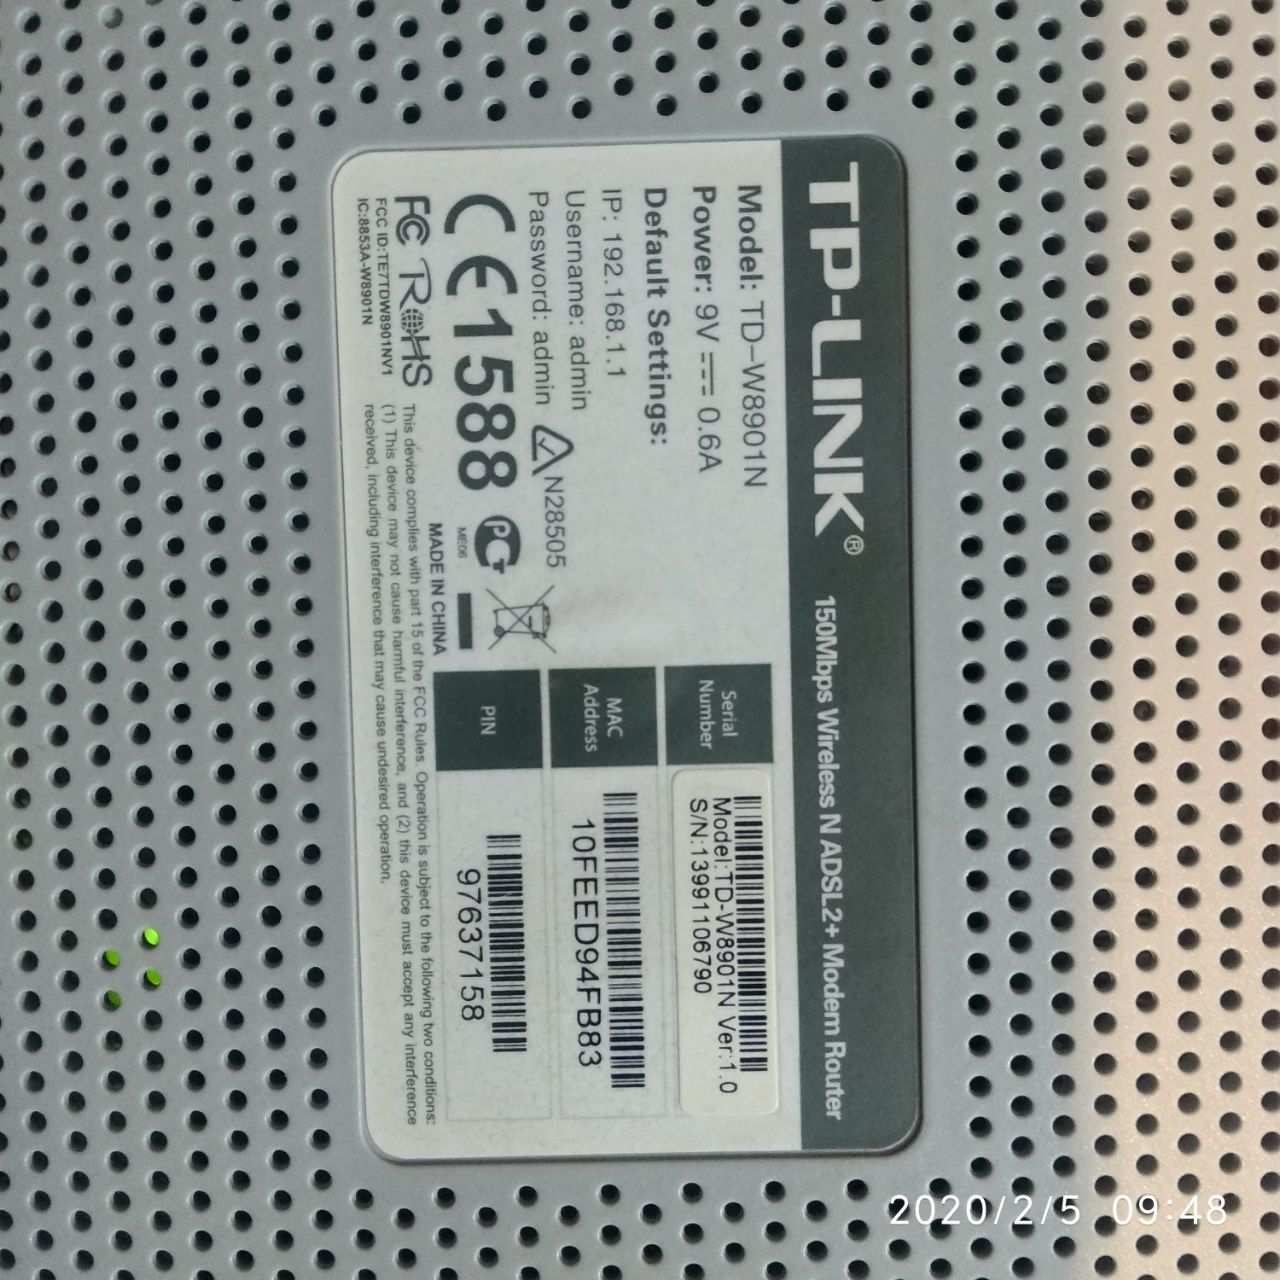 TP-LINK® 150Mbps Wireless N ADSL2+ Modem Router
Model: TD-W8901N
Power: 9V ⎓ 0.6A
Default Settings:
IP: 192.168.1.1
Username: admin
Password: admin
N28505
CE1588
PG
ME06
FC RoHS
FCC ID:TE7TDW8901NV1
IC:8853A-W8901N
MADE IN CHINA
Serial
Number
Model:TD-W8901N Ver:1.0
S/N:13991106790
MAC
Address
10FEED94FB83
PIN
97637158
This device complies with part 15 of the FCC Rules. Operation is subject to the following two conditions:
(1) This device may not cause harmful interference, and (2) this device must accept any interference
received, including interference that may cause undesired operation.
2020/2/5 09:48